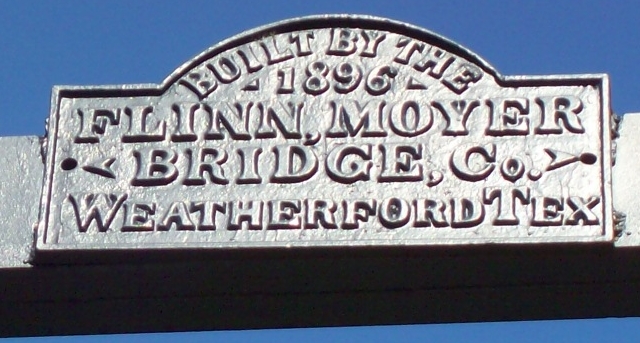 BUILT BY THE
1896
FLINN, MOYER
BRIDGE, Co.
WEATHERFORD TEX